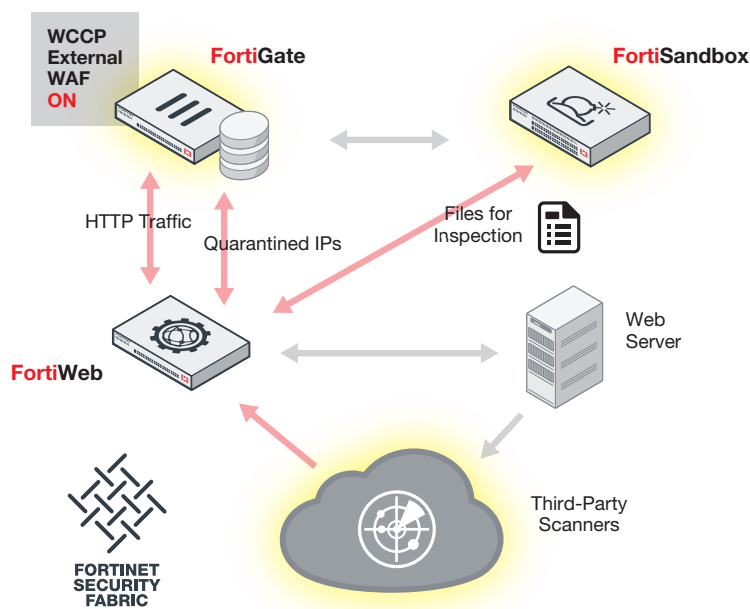 WCCP
External
WAF
ON
FortiGate
FortiSandbox
HTTP Traffic
Quarantined IPs
Files for
Inspection
Web
Server
FortiWeb
Third-Party
Scanners
FORTINET
SECURITY
FABRIC